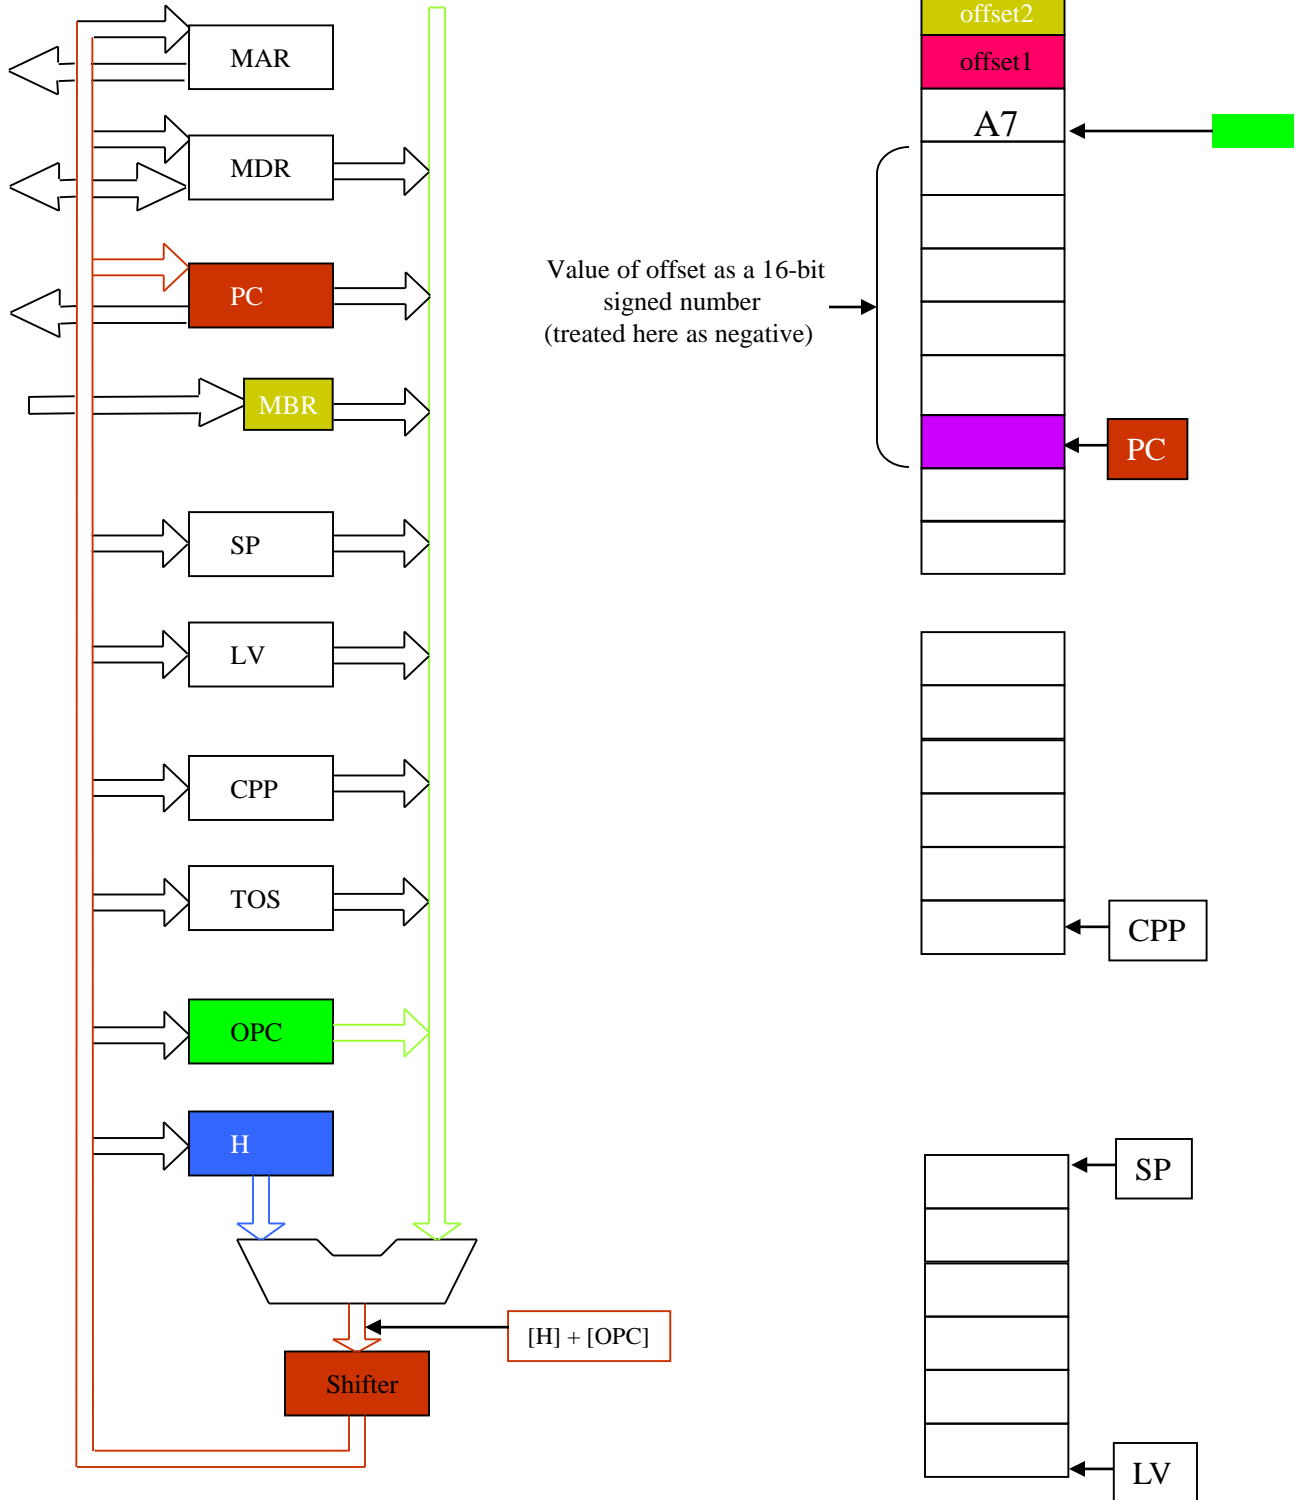 MAR
MDR
PC
MBR
SP
LV
CPP
TOS
OPC
H
[H] + [OPC]
Shifter
offset2
offset1
A7
Value of offset as a 16-bit
signed number
(treated here as negative)
PC
CPP
SP
LV